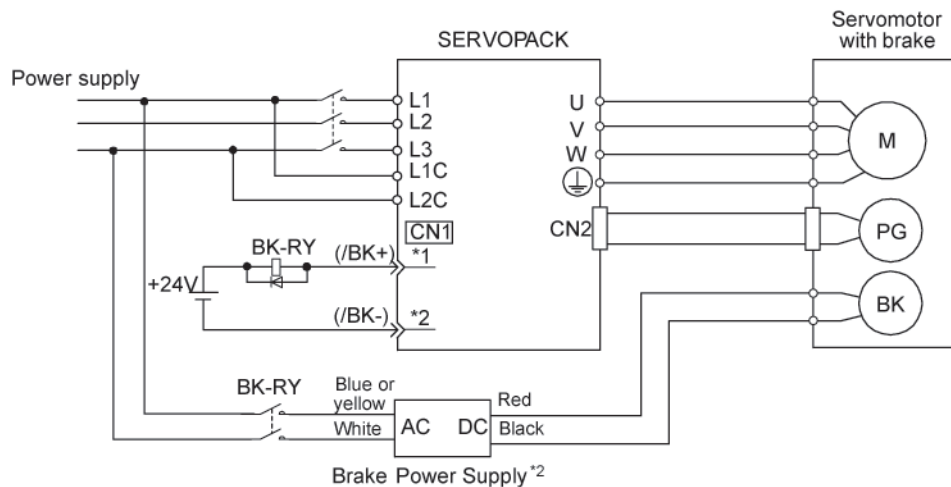 Servomotor
with brake
SERVOPACK
Power supply
L1
L2
L3
L1C
L2C
U
V
W
M
CN1
CN2
PG
BK-RY
(/BK+)
*1
+24V
(/BK-)
*2
BK
BK-RY
Blue or
yellow
White
AC
DC
Red
Black
Brake Power Supply *2